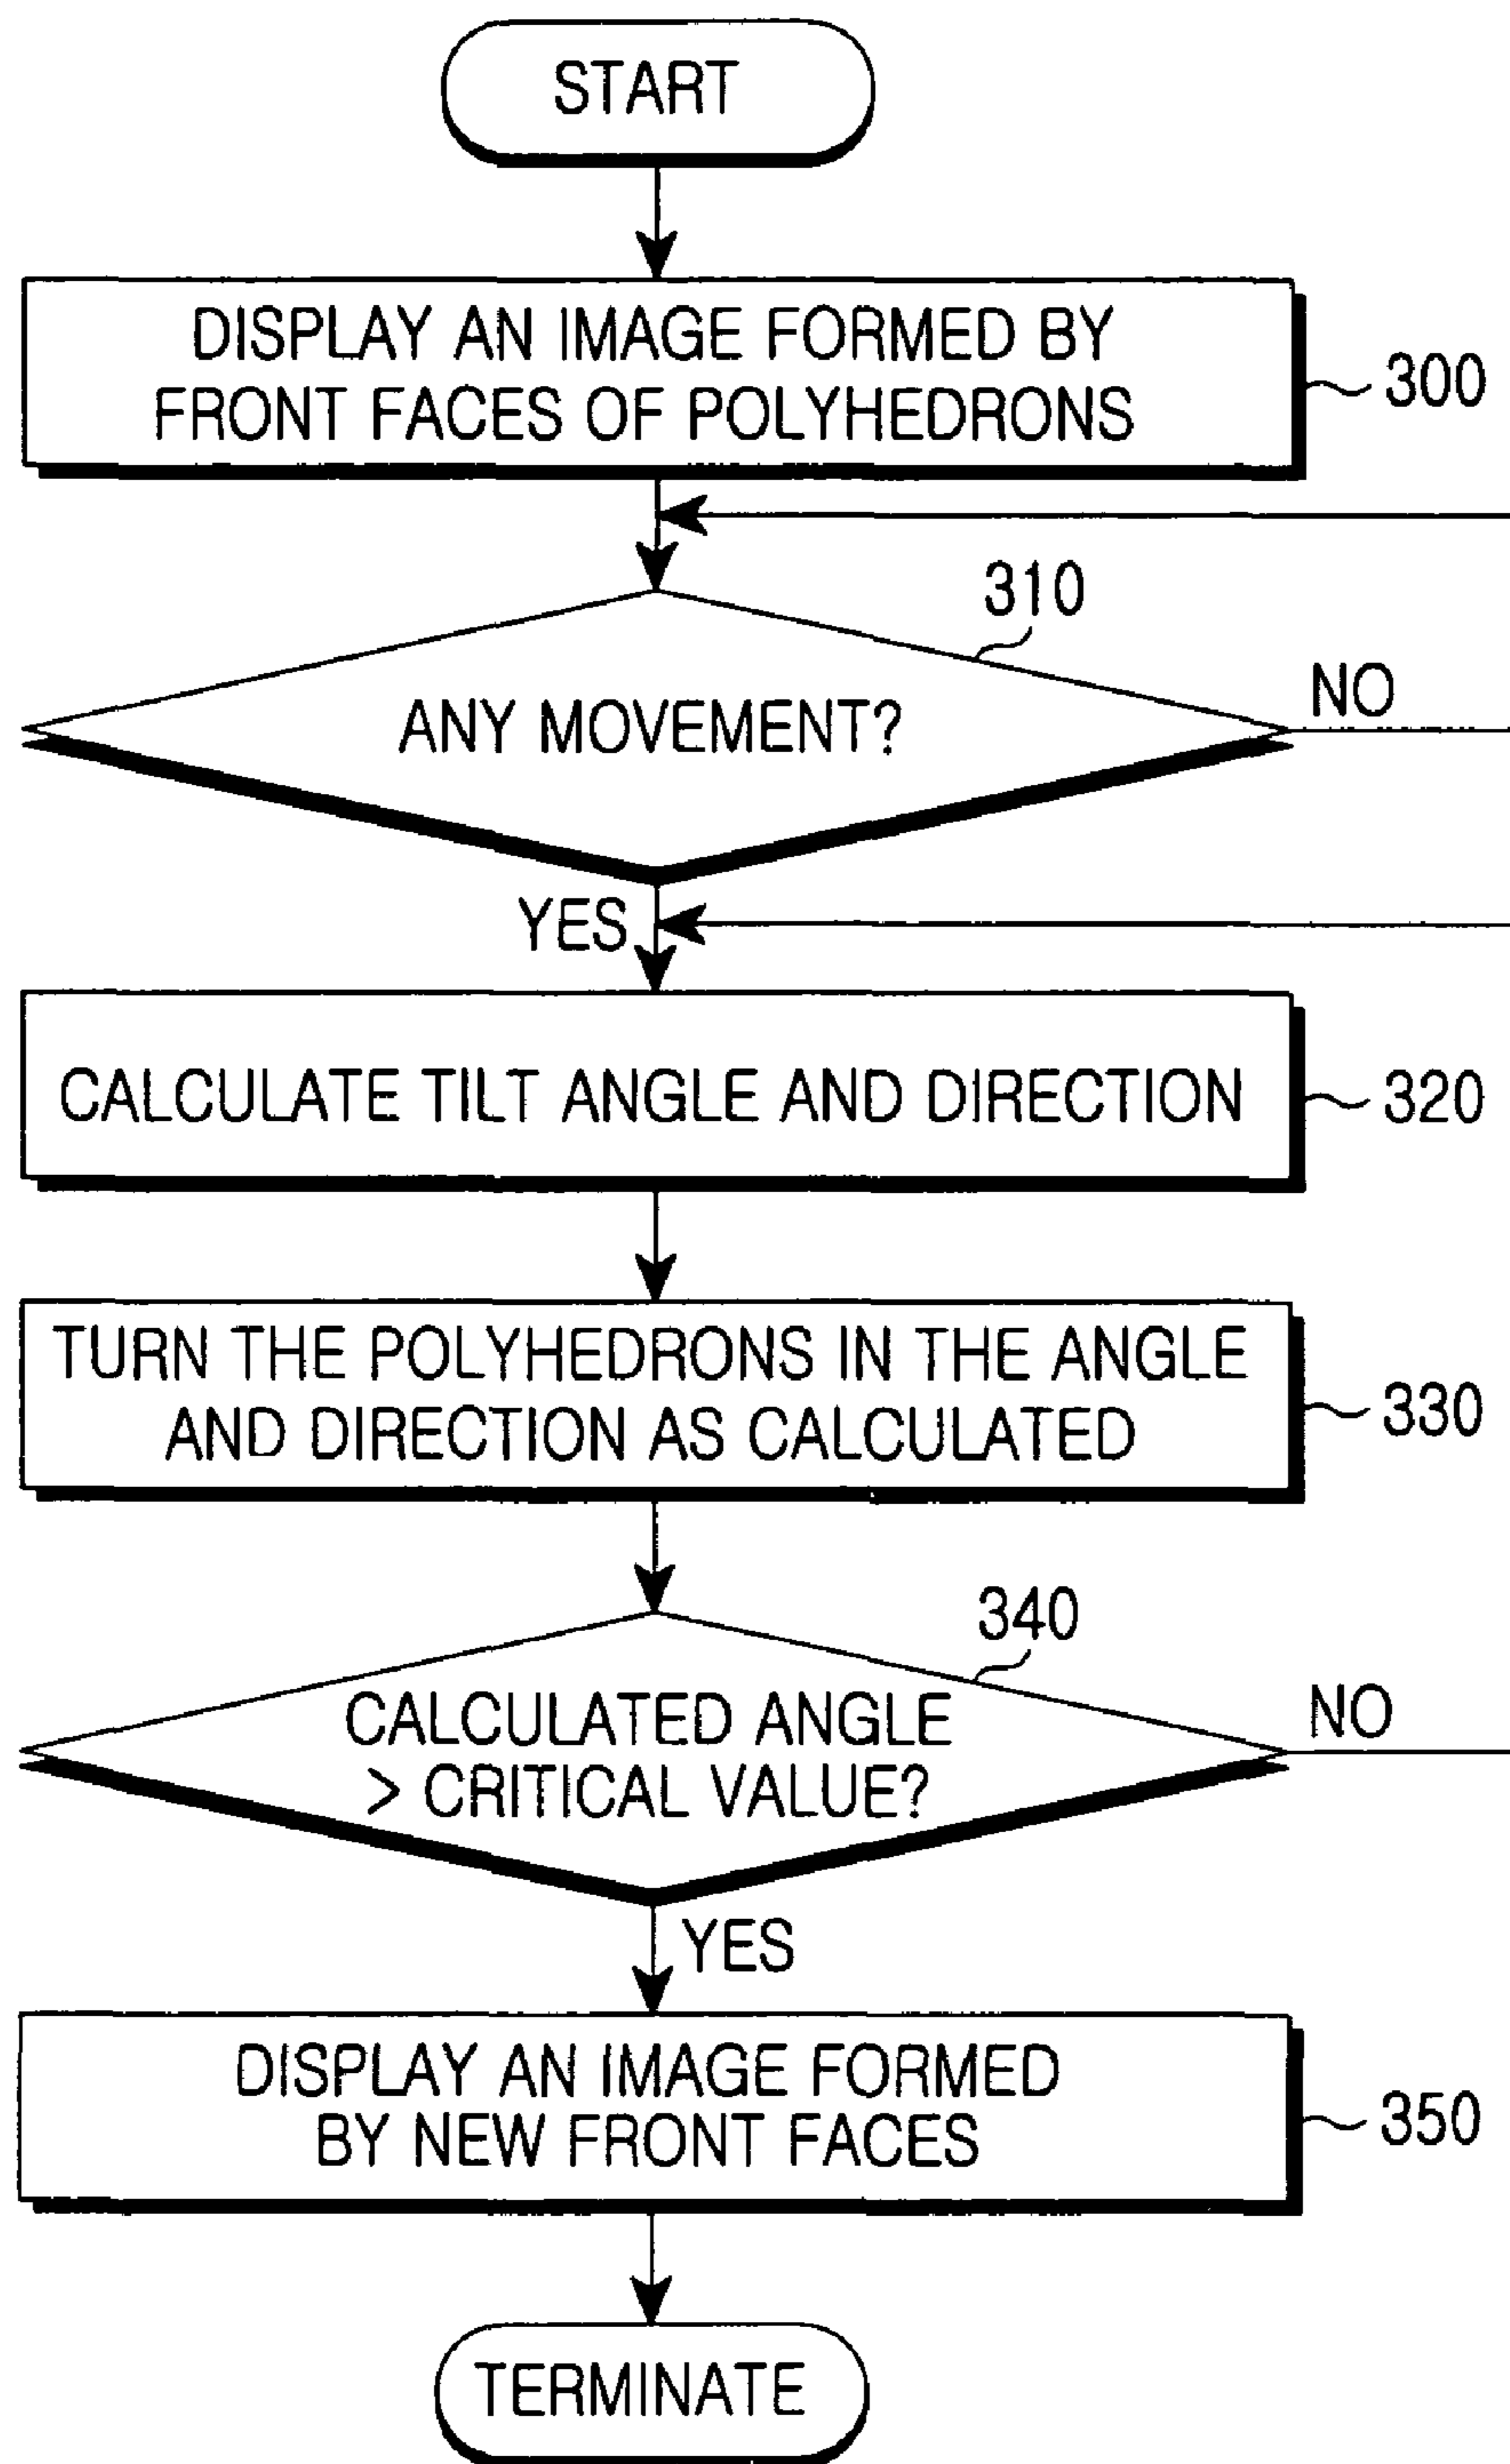 START
DISPLAY AN IMAGE FORMED BY
FRONT FACES OF POLYHEDRONS
300
310
ANY MOVEMENT?
NO
YES
CALCULATE TILT ANGLE AND DIRECTION
320
TURN THE POLYHEDRONS IN THE ANGLE
AND DIRECTION AS CALCULATED
330
340
CALCULATED ANGLE
> CRITICAL VALUE?
NO
YES
DISPLAY AN IMAGE FORMED
BY NEW FRONT FACES
350
TERMINATE